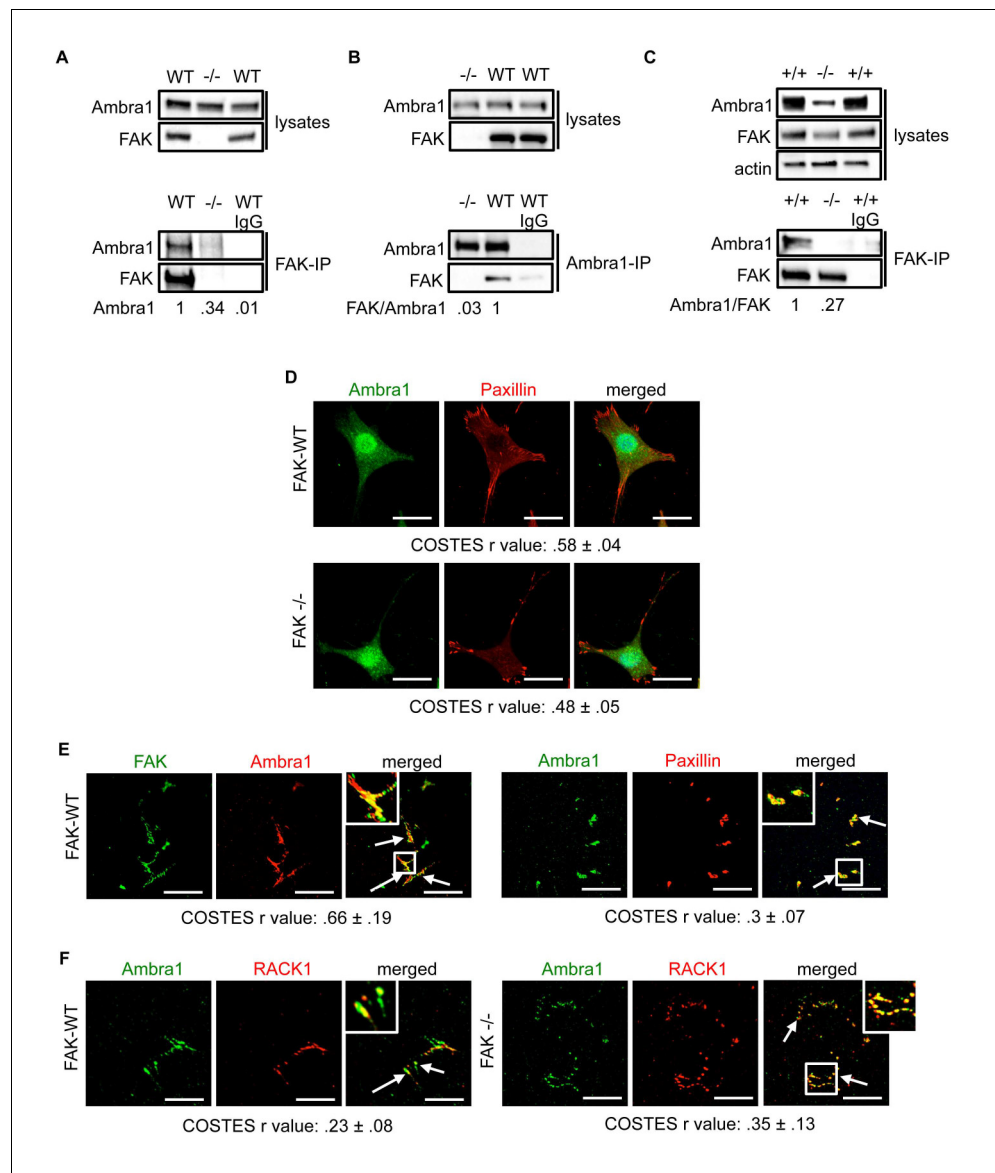 A
WT -/- WT
Ambra1
FAK
lysates
WT -/- WT
IgG
Ambra1
FAK
FAK-IP
Ambra1 1 .34 .01
B
-/- WT WT
Ambra1
FAK
lysates
-/- WT WT
IgG
Ambra1
FAK
Ambra1-IP
FAK/Ambra1 .03 1
C
+/+ -/- +/+
Ambra1
FAK
actin
lysates
+/+ -/- +/+
IgG
Ambra1
FAK
FAK-IP
Ambra1/FAK 1 .27
D
Ambra1 Paxillin merged
FAK-WT
COSTES r value: .58 ± .04
FAK -/-
COSTES r value: .48 ± .05
E
FAK Ambra1 merged
FAK-WT
COSTES r value: .66 ± .19
Ambra1 Paxillin merged
COSTES r value: .3 ± .07
F
Ambra1 RACK1 merged
FAK-WT
COSTES r value: .23 ± .08
Ambra1 RACK1 merged
FAK -/-
COSTES r value: .35 ± .13